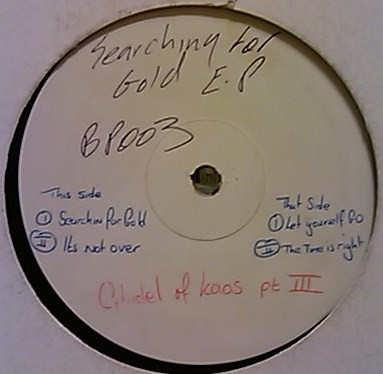 Searching for
Gold E.P
BP003
This side
I Searchin for Gold
II Its Not over
That Side
I Let yourself GO
II The Time is right
Citadel of kaos pt III